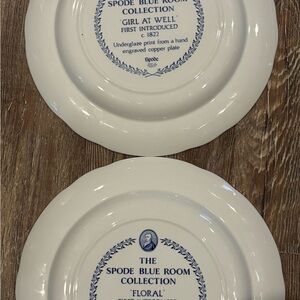 SPODE BLUE ROOM
COLLECTION
'GIRL AT WELL'
FIRST INTRODUCED
c. 1822
Underglaze print from a hand
engraved copper plate
Spode
THE
SPODE BLUE ROOM
COLLECTION
'FLORAL'